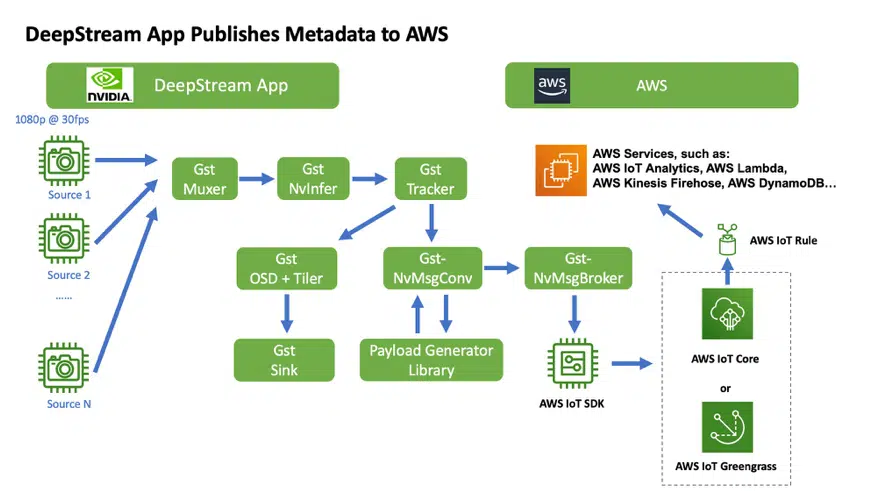 DeepStream App Publishes Metadata to AWS
NVIDIA.
DeepStream App
aws
AWS
1080p @ 30fps
Source 1
Source 2
......
Source N
Gst
Muxer
Gst
NvInfer
Gst
Tracker
Gst
OSD + Tiler
Gst-
NvMsgConv
Gst-
NvMsgBroker
Gst
Sink
Payload Generator
Library
AWS IoT SDK
AWS Services, such as:
AWS IoT Analytics, AWS Lambda,
AWS Kinesis Firehose, AWS DynamoDB...
AWS IoT Rule
AWS IoT Core
or
AWS IoT Greengrass